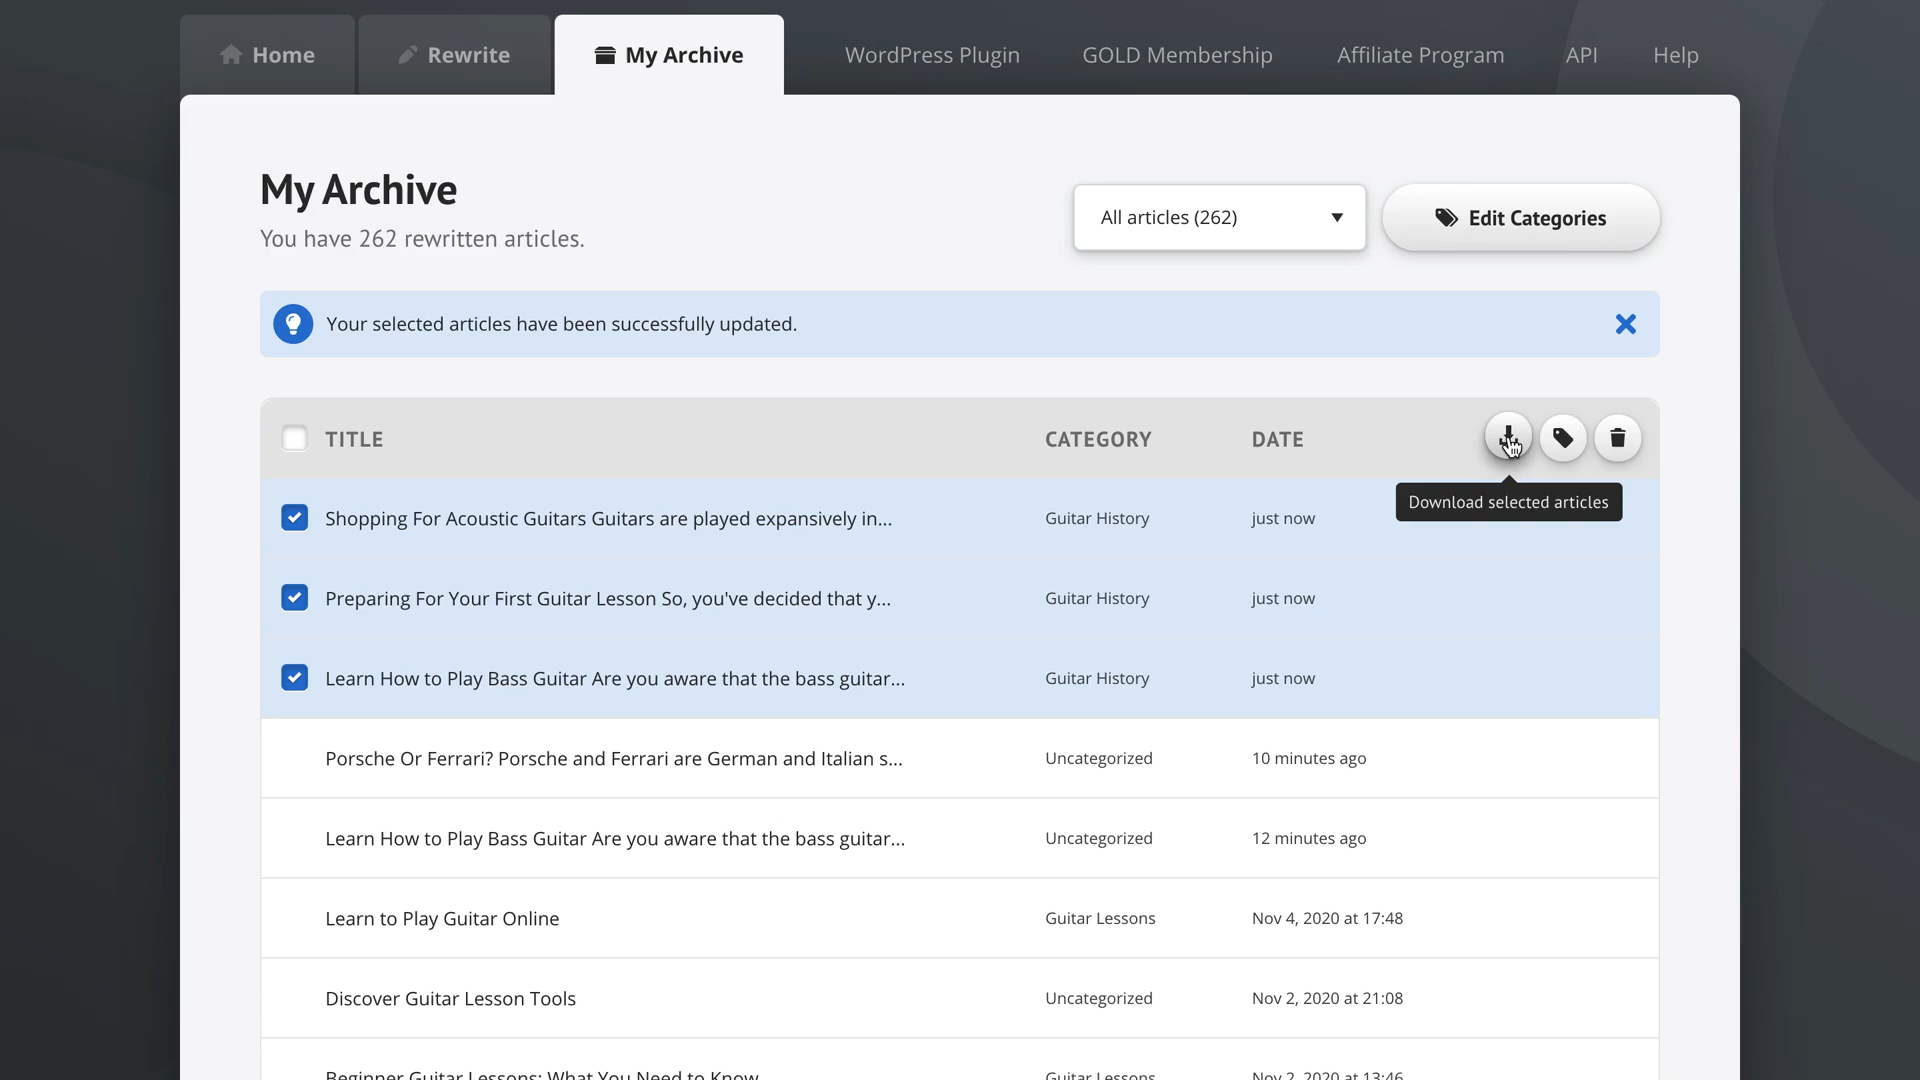 Home
Rewrite
My Archive
WordPress Plugin
GOLD Membership
Affiliate Program
API
Help
My Archive
You have 262 rewritten articles.
All articles (262)
Edit Categories
Your selected articles have been successfully updated.
TITLE
CATEGORY
DATE
Download selected articles
Shopping For Acoustic Guitars Guitars are played expansively in...
Guitar History
just now
Preparing For Your First Guitar Lesson So, you've decided that y...
Guitar History
just now
Learn How to Play Bass Guitar Are you aware that the bass guitar...
Guitar History
just now
Porsche Or Ferrari? Porsche and Ferrari are German and Italian s...
Uncategorized
10 minutes ago
Learn How to Play Bass Guitar Are you aware that the bass guitar...
Uncategorized
12 minutes ago
Learn to Play Guitar Online
Guitar Lessons
Nov 4, 2020 at 17:48
Discover Guitar Lesson Tools
Uncategorized
Nov 2, 2020 at 21:08
Beginner Guitar Lessons: What You Need to Know
Guitar Lessons
Nov 2, 2020 at 13:46